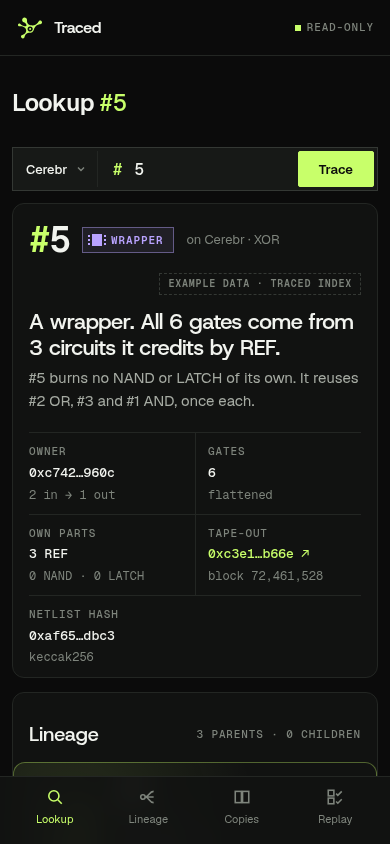 Traced
READ-ONLY
Lookup #5
Cerebr
# 5
Trace
#5
WRAPPER
on Cerebr · XOR
EXAMPLE DATA · TRACED INDEX
A wrapper. All 6 gates come from
3 circuits it credits by REF.
#5 burns no NAND or LATCH of its own. It reuses
#2 OR, #3 and #1 AND, once each.
OWNER
0xc742…960c
2 in → 1 out
GATES
6
flattened
OWN PARTS
3 REF
0 NAND · 0 LATCH
TAPE-OUT
0xc3e1…b66e ↗
block 72,461,528
NETLIST HASH
0xaf65…dbc3
keccak256
Lineage
3 PARENTS · 0 CHILDREN
Lookup
Lineage
Copies
Replay